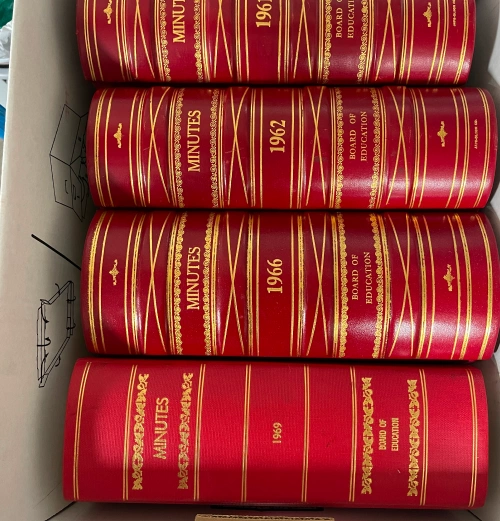 MINUTES
196
BOARD OF
EDUCATION
MINUTES
1962
BOARD OF
EDUCATION
MINUTES
1966
BOARD OF
EDUCATION
MINUTES
1969
BOARD OF
EDUCATION